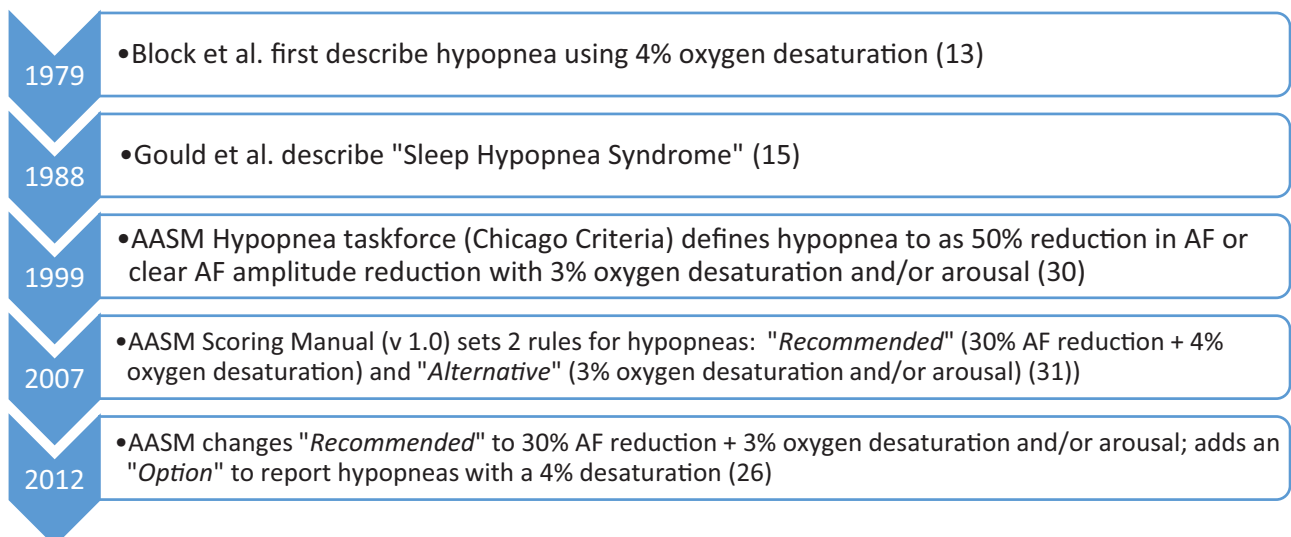 1979
•Block et al. first describe hypopnea using 4% oxygen desaturation (13)
1988
•Gould et al. describe "Sleep Hypopnea Syndrome" (15)
1999
•AASM Hypopnea taskforce (Chicago Criteria) defines hypopnea to as 50% reduction in AF or
clear AF amplitude reduction with 3% oxygen desaturation and/or arousal (30)
2007
•AASM Scoring Manual (v 1.0) sets 2 rules for hypopneas: "Recommended" (30% AF reduction + 4%
oxygen desaturation) and "Alternative" (3% oxygen desaturation and/or arousal) (31))
2012
•AASM changes "Recommended" to 30% AF reduction + 3% oxygen desaturation and/or arousal; adds an
"Option" to report hypopneas with a 4% desaturation (26)